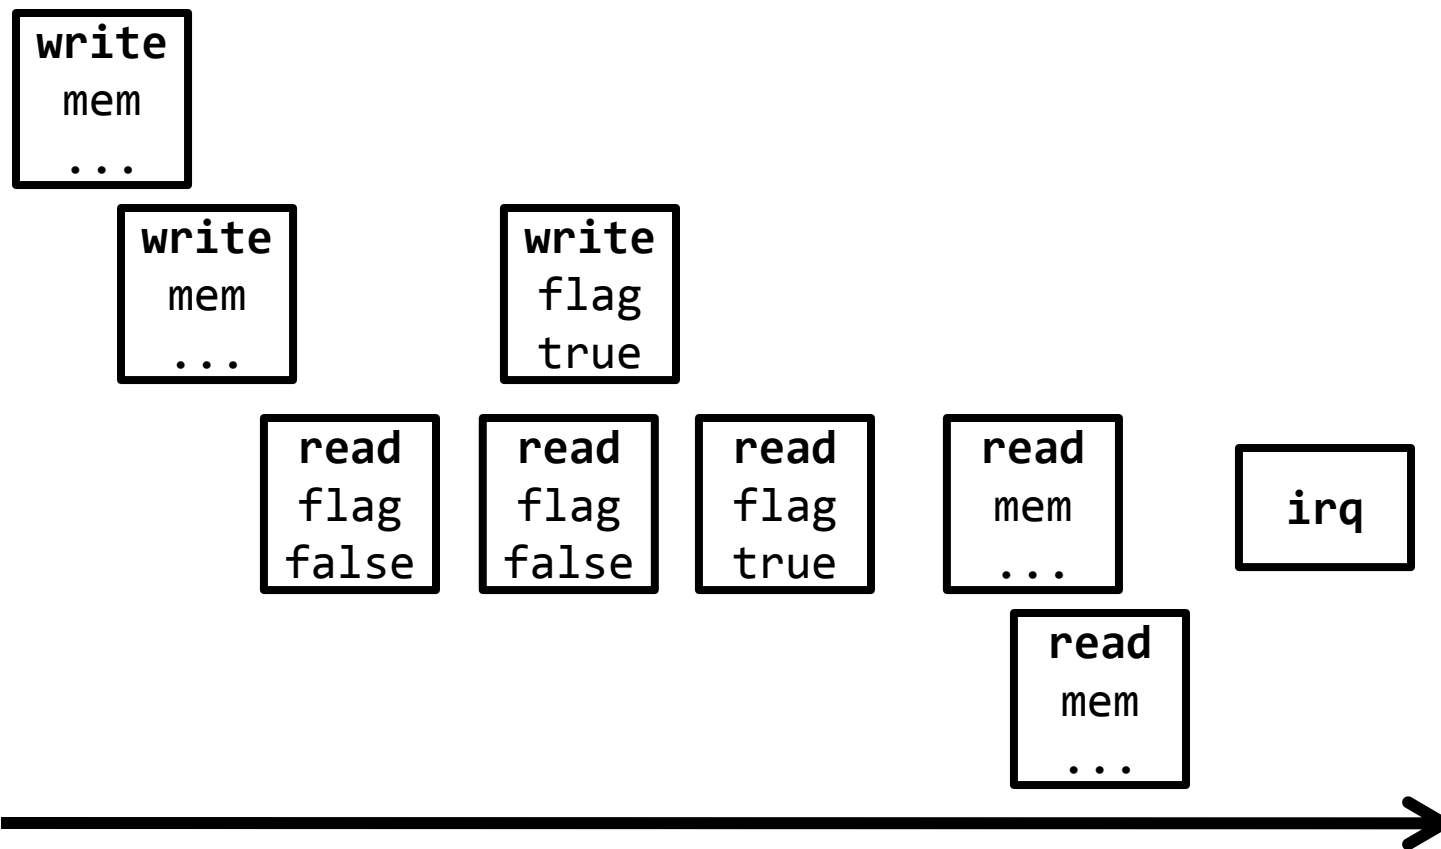 write
mem
...
write
mem
...
write
flag
true
read
flag
false
read
flag
false
read
flag
true
read
mem
...
irq
read
mem
...